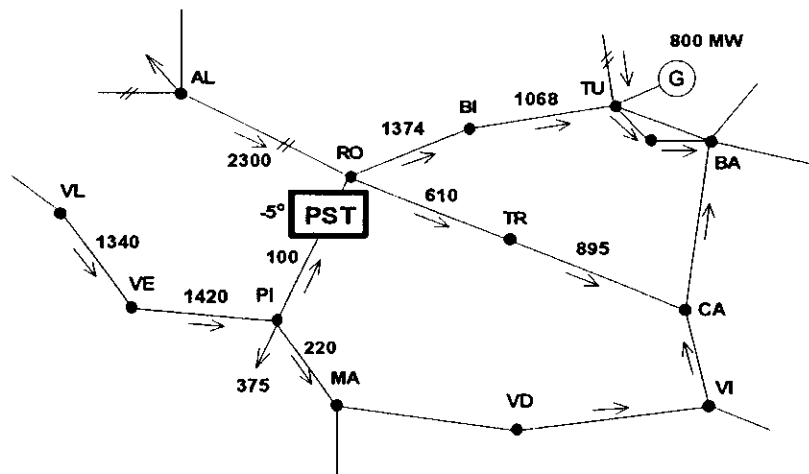 800 MW
G
AL
TU
BI
1068
1374
BA
RO
2300
VL
-5°
PST
610
TR
1340
100
895
VE
1420
PI
CA
220
375
MA
VD
VI